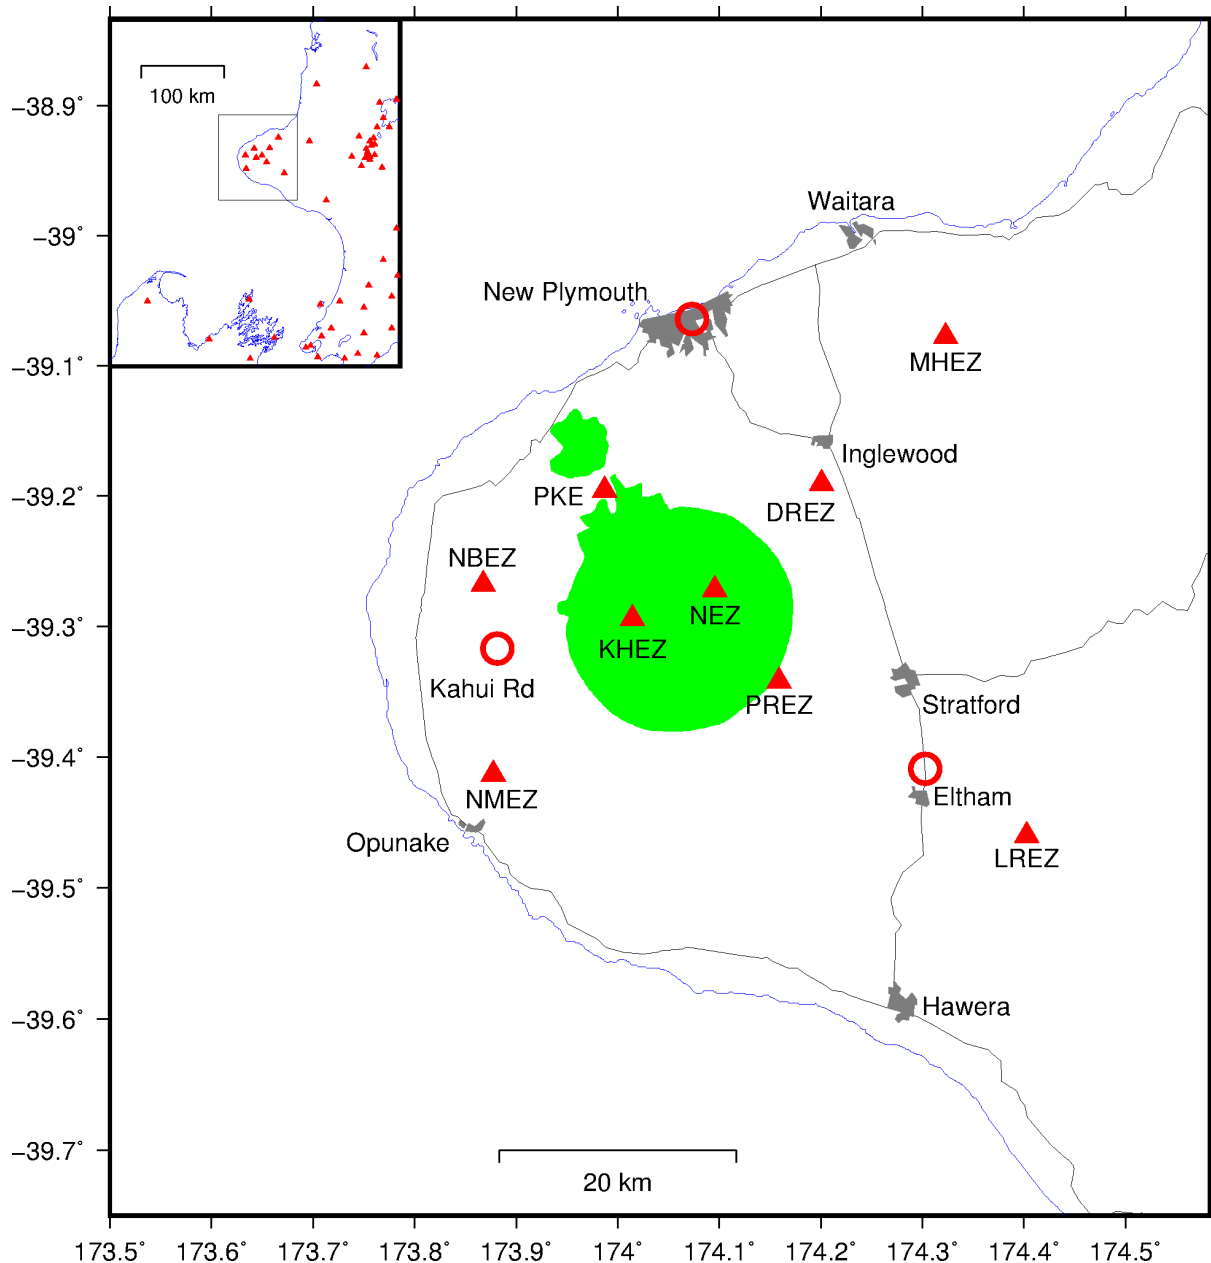 100 km
−38.9˚
−39˚
−39.1˚
−39.2˚
−39.3˚
−39.4˚
−39.5˚
−39.6˚
−39.7˚
Waitara
New Plymouth
MHEZ
Inglewood
PKE
DREZ
NBEZ
NEZ
KHEZ
Kahui Rd
PREZ
Stratford
NMEZ
Eltham
Opunake
LREZ
Hawera
20 km
173.5˚ 173.6˚ 173.7˚ 173.8˚ 173.9˚ 174˚ 174.1˚ 174.2˚ 174.3˚ 174.4˚ 174.5˚